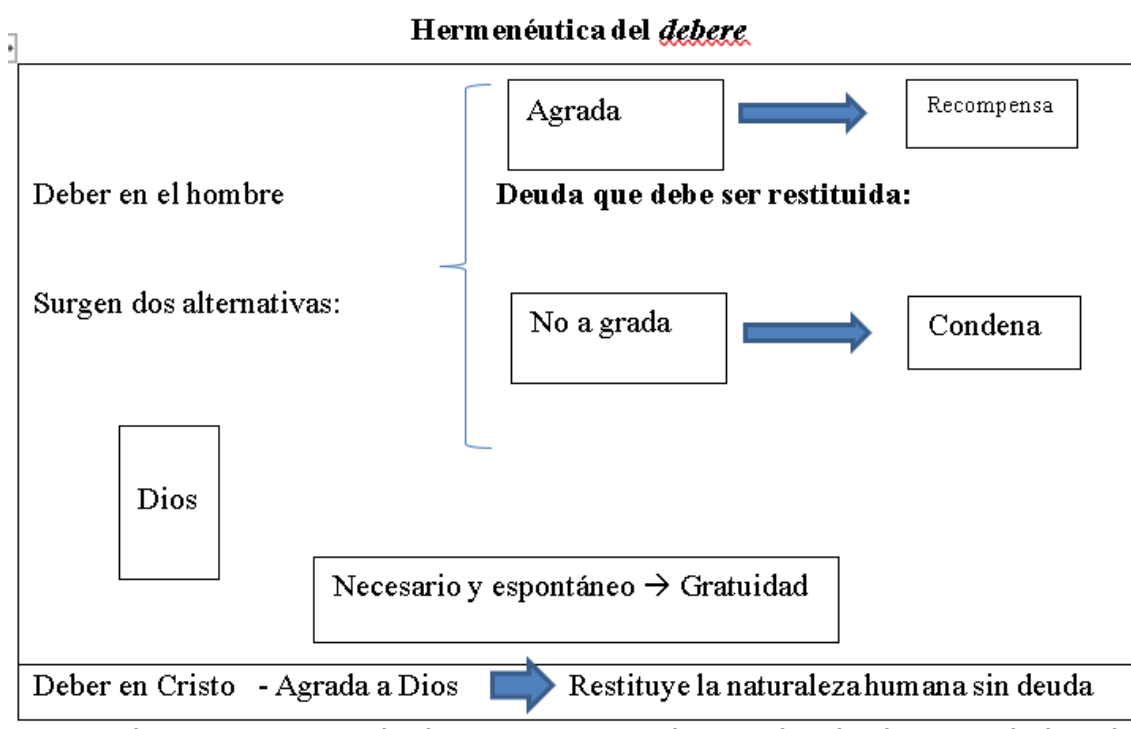 Hermenéutica del debere
Agrada
Recompensa
Deber en el hombre
Deuda que debe ser restituida:
Surgen dos alternativas:
No a grada
Condena
Dios
Necesario y espontáneo → Gratuidad
Deber en Cristo - Agrada a Dios
Restituye la naturaleza humana sin deuda